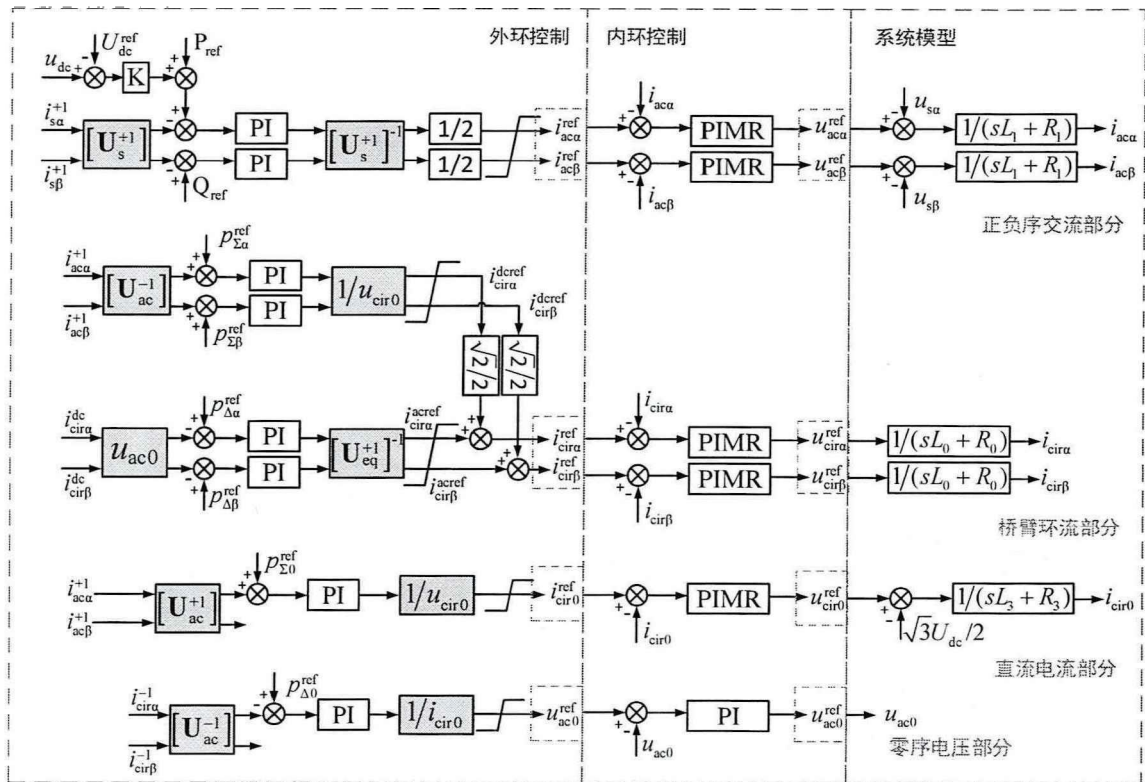 外环控制
内环控制
系统模型
U_dc^ref
P_ref
u_dc
K
i_sα^{+1}
i_sβ^{+1}
[U_s^{+1}]
Q_ref
PI
PI
[U_s^{+1}]^{-1}
1/2
1/2
i_acα^ref
i_acβ^ref
i_acα
i_acβ
PIMR
PIMR
u_acα^ref
u_acβ^ref
u_sα
u_sβ
1/(sL_1+R_1)
1/(sL_1+R_1)
i_acα
i_acβ
正负序交流部分
i_acα^{+1}
i_acβ^{+1}
[U_ac^{-1}]
p_Σα^ref
p_Σβ^ref
PI
PI
1/u_cir0
i_cirα^dcref
i_cirβ^dcref
√2/2
√2/2
i_cirα^dc
i_cirβ^dc
u_ac0
p_Δα^ref
p_Δβ^ref
PI
PI
[U_eq^{+1}]^{-1}
i_cirα^acref
i_cirβ^acref
i_cirα^ref
i_cirβ^ref
i_cirα
i_cirβ
PIMR
PIMR
u_cirα^ref
u_cirβ^ref
1/(sL_0+R_0)
1/(sL_0+R_0)
i_cirα
i_cirβ
桥臂环流部分
i_acα^{+1}
i_acβ^{+1}
[U_ac^{+1}]
p_Σ0^ref
PI
1/u_cir0
i_cir0^ref
i_cir0
PIMR
u_cir0^ref
√3U_dc/2
1/(sL_3+R_3)
i_cir0
直流电流部分
i_cirα^{-1}
i_cirβ^{-1}
[U_ac^{-1}]
p_Δ0^ref
PI
1/i_cir0
u_ac0^ref
u_ac0
PI
u_ac0^ref
u_ac0
零序电压部分